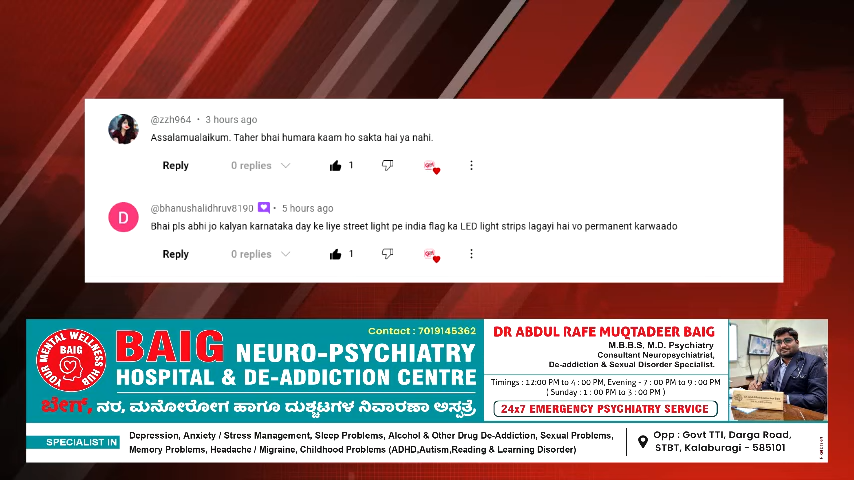 @zzh964 • 3 hours ago
Assalamualaikum. Taher bhai humara kaam ho sakta hai ya nahi.
Reply 0 replies 1
D
@bhanushalidhruv8190 • 5 hours ago
Bhai pls abhi jo kalyan karnataka day ke liye street light pe india flag ka LED light strips lagayi hai vo permanent karwaado
Reply 0 replies 1
Contact : 7019145362
MENTAL WELLNESS
BAIG
YOUR HUB
BAIG NEURO-PSYCHIATRY
HOSPITAL & DE-ADDICTION CENTRE
ಬೇಗ್, ನರ, ಮನೋರೋಗ ಹಾಗೂ ದುಶ್ಚಟಗಳ ನಿವಾರಣಾ ಆಸ್ಪತ್ರೆ
DR ABDUL RAFE MUQTADEER BAIG
M.B.B.S, M.D. Psychiatry
Consultant Neuropsychiatrist,
De-addiction & Sexual Disorder Specialist.
Timings : 12:00 PM to 4 : 00 PM, Evening - 7 : 00 PM to 9 : 00 PM
( Sunday : 1 : 00 PM to 3 : 00 PM )
24x7 EMERGENCY PSYCHIATRY SERVICE
SPECIALIST IN
Depression, Anxiety / Stress Management, Sleep Problems, Alcohol & Other Drug De-Addiction, Sexual Problems,
Memory Problems, Headache / Migraine, Childhood Problems (ADHD,Autism,Reading & Learning Disorder)
Opp : Govt TTI, Darga Road,
STBT, Kalaburagi - 585101